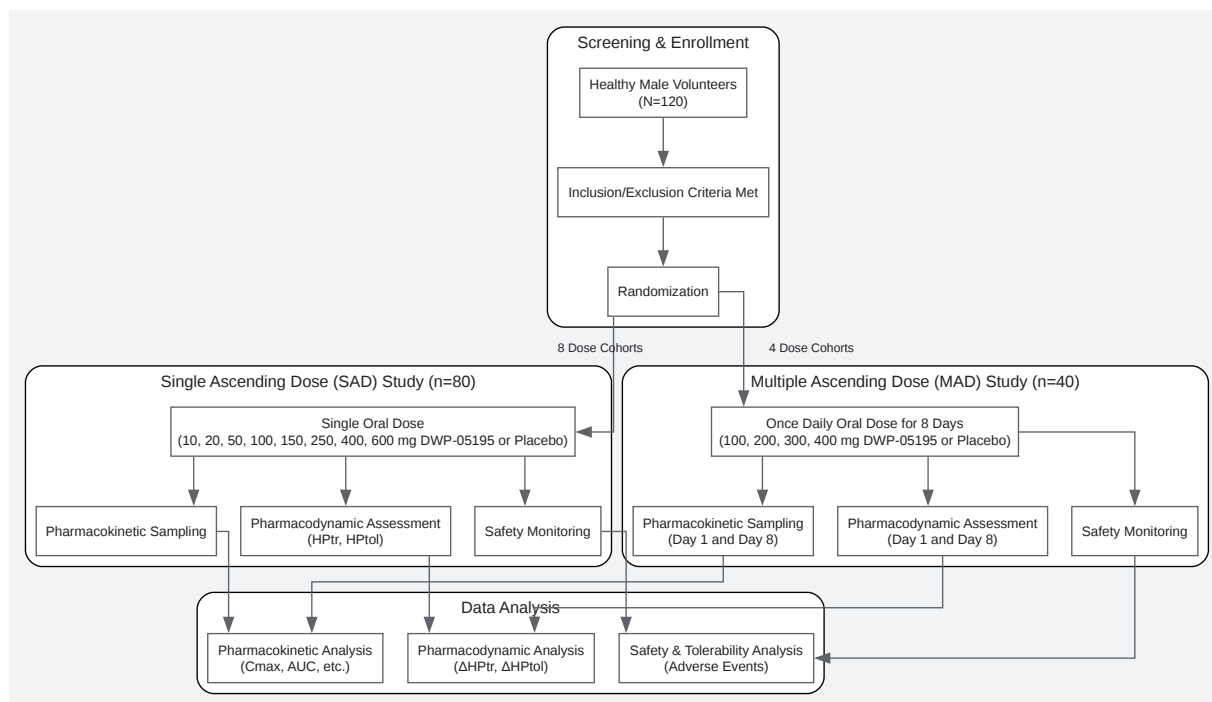 Screening & Enrollment
Healthy Male Volunteers
(N=120)
Inclusion/Exclusion Criteria Met
Randomization
8 Dose Cohorts
4 Dose Cohorts
Single Ascending Dose (SAD) Study (n=80)
Single Oral Dose
(10, 20, 50, 100, 150, 250, 400, 600 mg DWP-05195 or Placebo)
Pharmacokinetic Sampling
Pharmacodynamic Assessment
(HPtr, HPtol)
Safety Monitoring
Multiple Ascending Dose (MAD) Study (n=40)
Once Daily Oral Dose for 8 Days
(100, 200, 300, 400 mg DWP-05195 or Placebo)
Pharmacokinetic Sampling
(Day 1 and Day 8)
Pharmacodynamic Assessment
(Day 1 and Day 8)
Safety Monitoring
Data Analysis
Pharmacokinetic Analysis
(Cmax, AUC, etc.)
Pharmacodynamic Analysis
(ΔHPtr, ΔHPtol)
Safety & Tolerability Analysis
(Adverse Events)